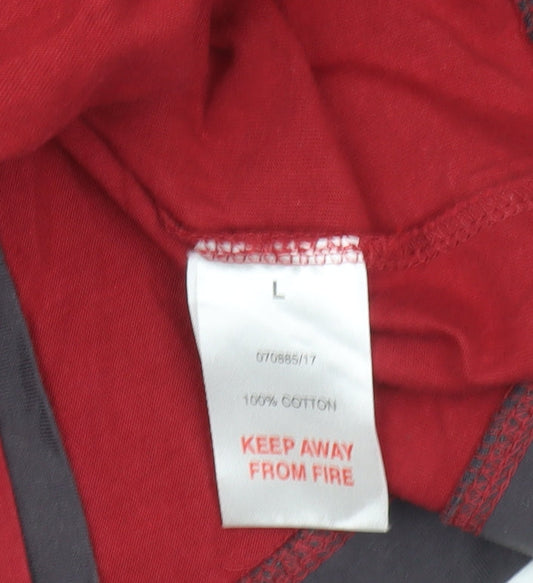 L
070885/17
100% COTTON
KEEP AWAY
FROM FIRE